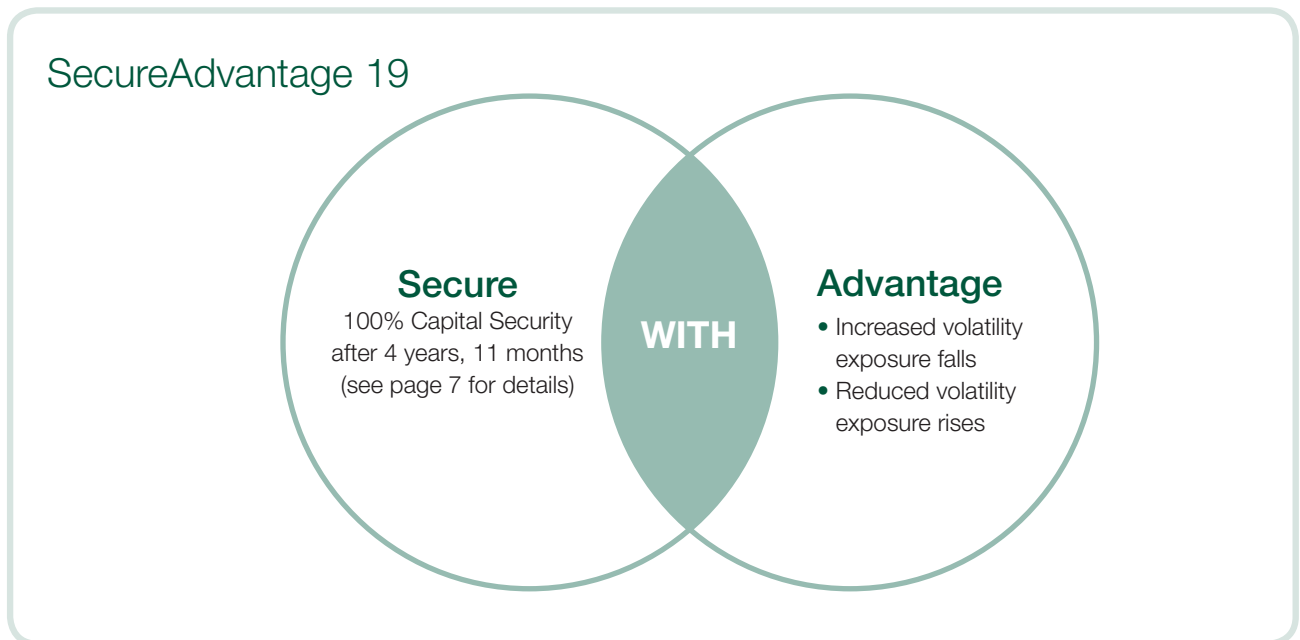 SecureAdvantage 19
Secure
100% Capital Security
after 4 years, 11 months
(see page 7 for details)
WITH
Advantage
• Increased volatility
exposure falls
• Reduced volatility
exposure rises